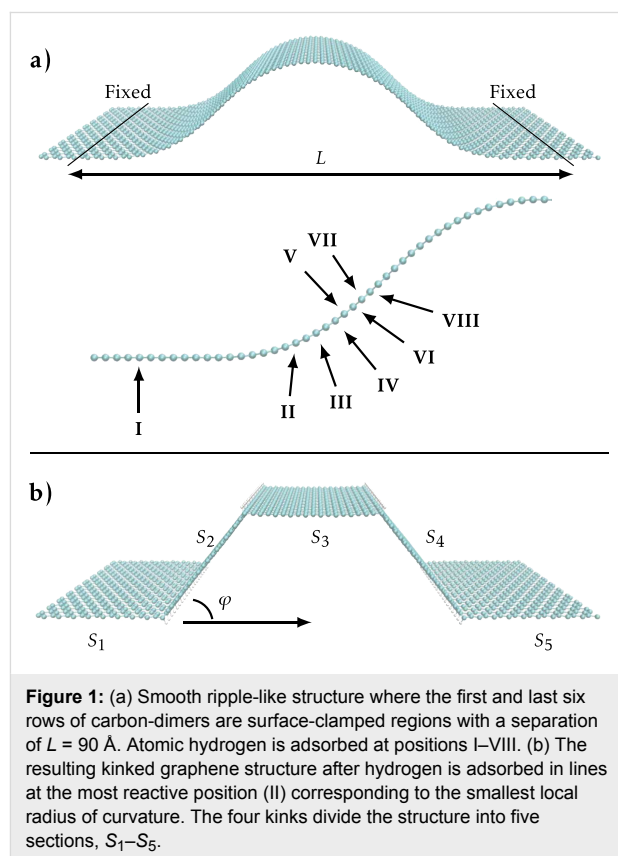 a)
Fixed
Fixed
L
V
VII
VIII
VI
IV
III
II
I
b)
S2
S3
S4
φ
S1
S5
Figure 1: (a) Smooth ripple-like structure where the first and last six
rows of carbon-dimers are surface-clamped regions with a separation
of L = 90 Å. Atomic hydrogen is adsorbed at positions I–VIII. (b) The
resulting kinked graphene structure after hydrogen is adsorbed in lines
at the most reactive position (II) corresponding to the smallest local
radius of curvature. The four kinks divide the structure into five
sections, S1–S5.